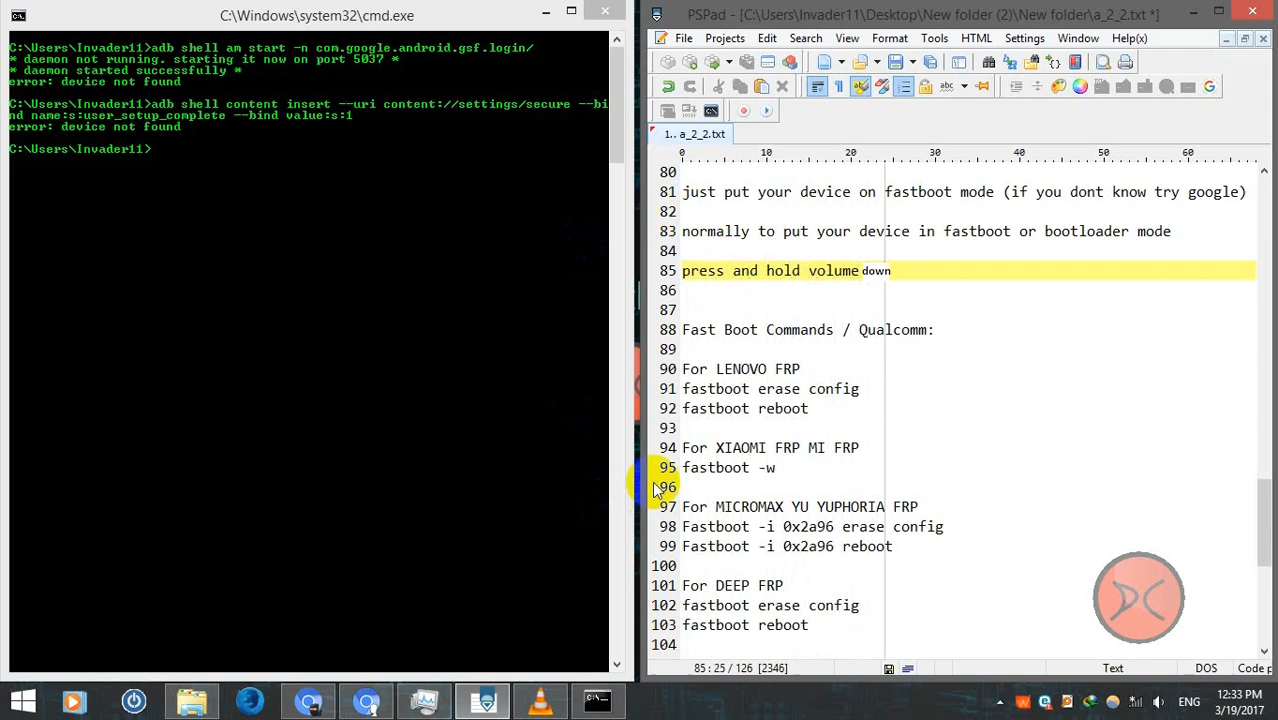 C:\Windows\system32\cmd.exe
C:\Users\Invader11>adb shell am start -n com.google.android.gsf.login/
* daemon not running. starting it now on port 5037 *
* daemon started successfully *
error: device not found
C:\Users\Invader11>adb shell content insert --uri content://settings/secure --bi
nd name:s:user_setup_complete --bind value:s:1
error: device not found
C:\Users\Invader11>
PSPad - [C:\Users\Invader11\Desktop\New folder (2)\New folder\a_2_2.txt *]
File Projects Edit Search View Format Tools HTML Settings Window Help(x)
1.. a_2_2.txt
0 10 20 30 40 50 60
80
81 just put your device on fastboot mode (if you dont know try google)
82
83 normally to put your device in fastboot or bootloader mode
84
85 press and hold volume down
86
87
88 Fast Boot Commands / Qualcomm:
89
90 For LENOVO FRP
91 fastboot erase config
92 fastboot reboot
93
94 For XIAOMI FRP MI FRP
95 fastboot -w
96
97 For MICROMAX YU YUPHORIA FRP
98 Fastboot -i 0x2a96 erase config
99 Fastboot -i 0x2a96 reboot
100
101 For DEEP FRP
102 fastboot erase config
103 fastboot reboot
104
85 : 25 / 126 [2346] Text DOS Code p
ENG
12:33 PM
3/19/2017